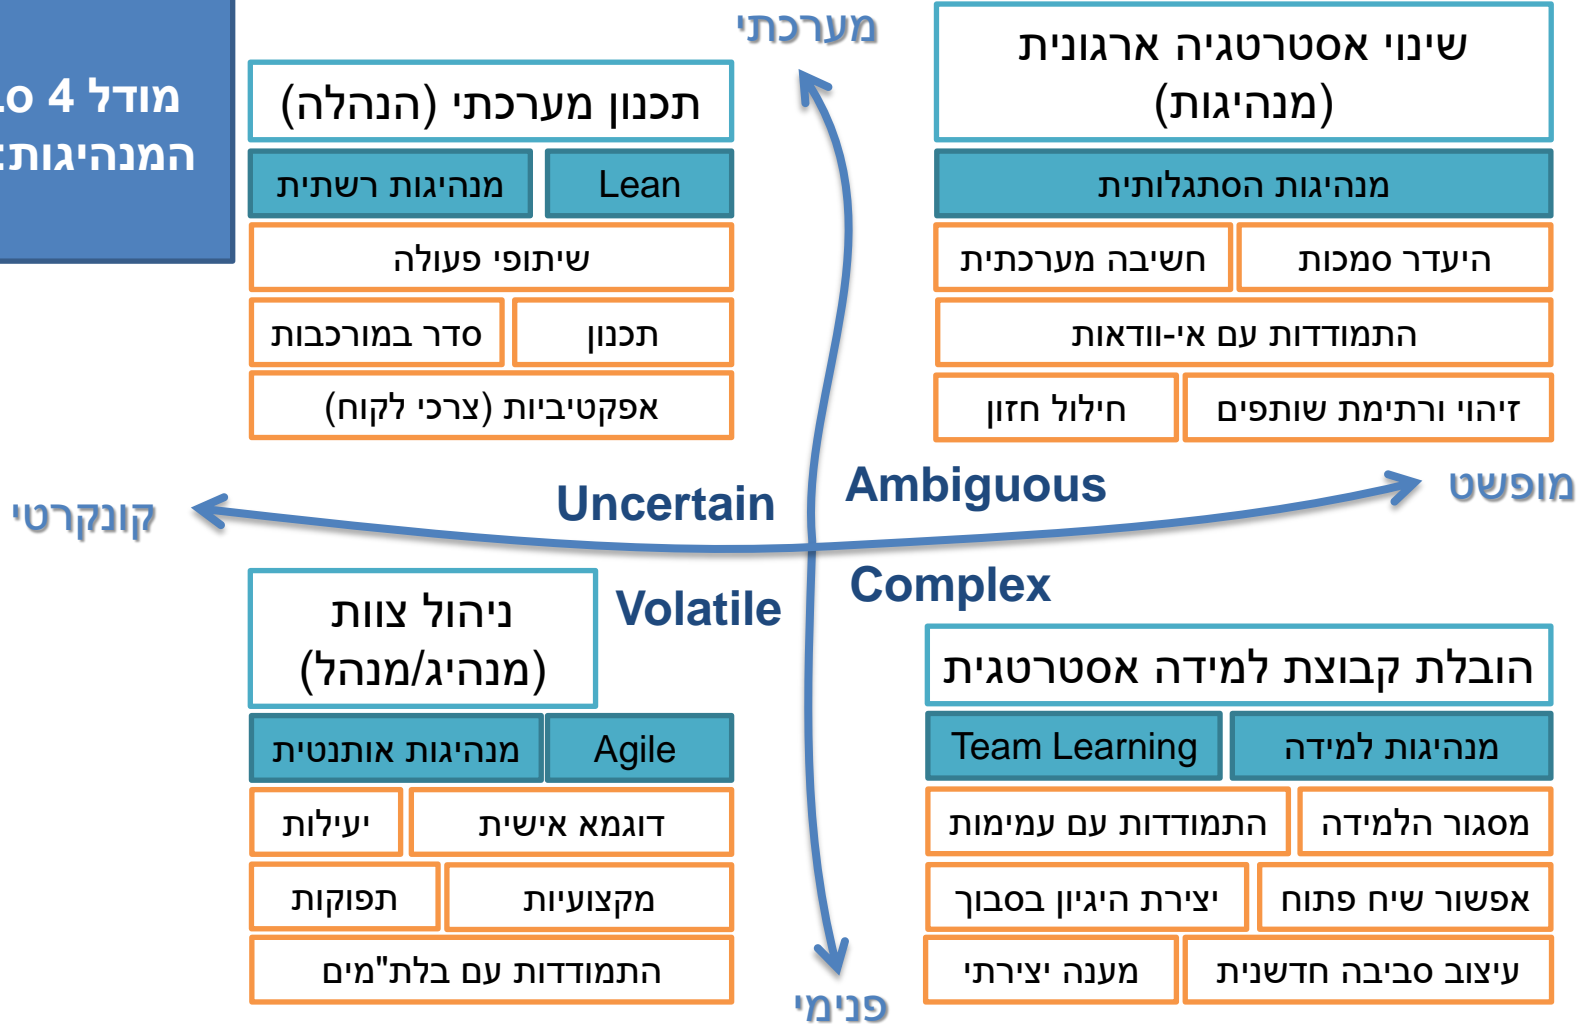 מודל 4
המנהיגות:
מערכתי
שינוי אסטרטגיה ארגונית
(מנהיגות)
מנהיגות הסתגלותית
היעדר סמכות
חשיבה מערכתית
התמודדות עם אי-וודאות
זיהוי ורתימת שותפים
חילול חזון
תכנון מערכתי (הנהלה)
Lean
מנהיגות רשתית
שיתופי פעולה
תכנון
סדר במורכבות
אפקטיביות (צרכי לקוח)
מופשט
Ambiguous
Uncertain
קונקרטי
Complex
Volatile
הובלת קבוצת למידה אסטרטגית
מנהיגות למידה
Team Learning
מסגור הלמידה
התמודדות עם עמימות
אפשור שיח פתוח
יצירת היגיון בסבוך
עיצוב סביבה חדשנית
מענה יצירתי
ניהול צוות
(מנהיג/מנהל)
Agile
מנהיגות אותנטית
דוגמא אישית
יעילות
מקצועיות
תפוקות
התמודדות עם בלת"מים
פנימי